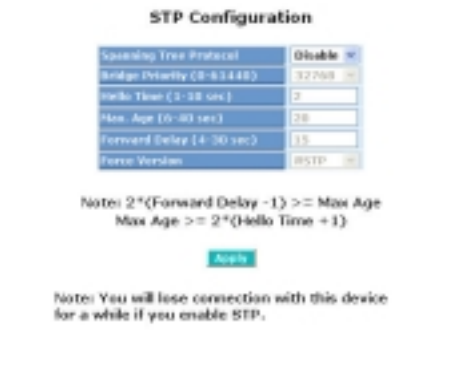 STP Configuration
Spanning Tree Protocol Disable
Bridge Priority (0-61440) 32768
Hello Time (1-10 sec) 2
Max. Age (6-40 sec) 20
Forward Delay (4-30 sec) 15
Force Version RSTP
Note: 2*(Forward Delay -1) >= Max Age
Max Age >= 2*(Hello Time +1)
Apply
Note: You will lose connection with this device
for a while if you enable STP.